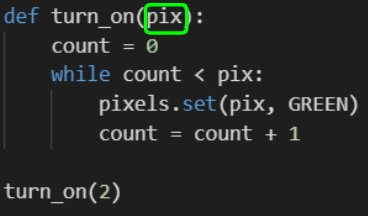 def turn_on(pix):
    count = 0
    while count < pix:
        pixels.set(pix, GREEN)
        count = count + 1

turn_on(2)